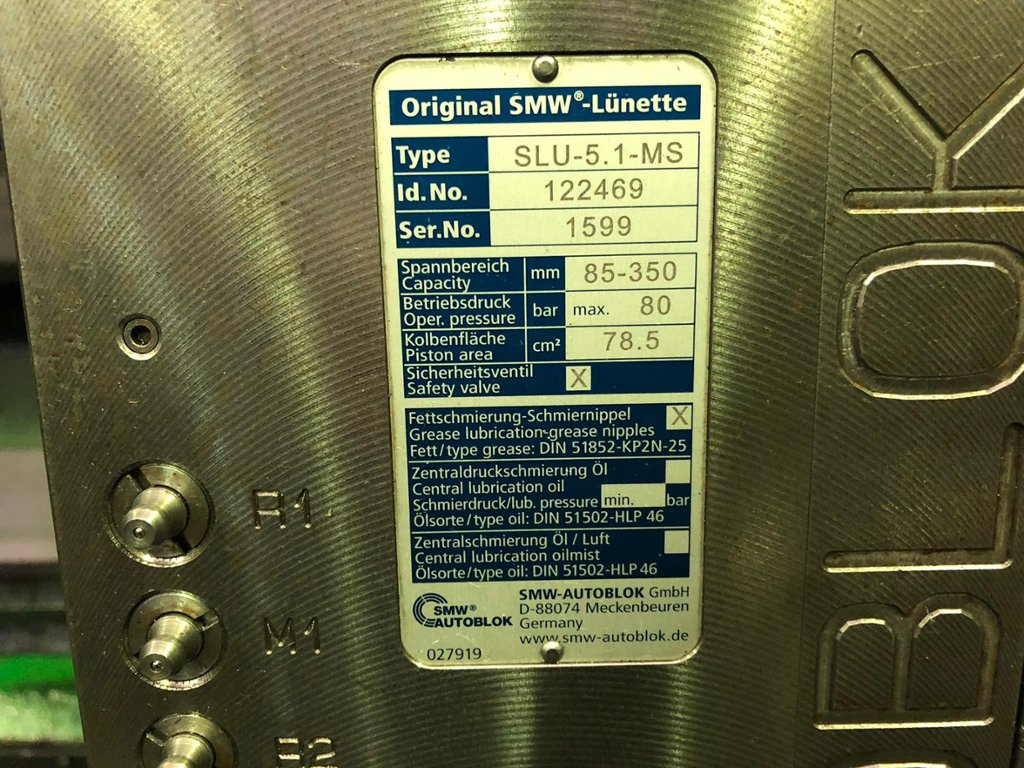 Original SMW®-Lünette
Type SLU-5.1-MS
Id.No. 122469
Ser.No. 1599
Spannbereich
Capacity
mm 85-350
Betriebsdruck
Oper. pressure
bar max. 80
Kolbenfläche
Piston area
cm² 78.5
Sicherheitsventil
Safety valve
X
Fettschmierung-Schmiernippel X
Grease lubrication-grease nipples
Fett/type grease: DIN 51852-KP2N-25
Zentraldruckschmierung Öl
Central lubrication oil
Schmierdruck/lub. pressure min. bar
Ölsorte/type oil: DIN 51502-HLP 46
Zentralschmierung Öl / Luft
Central lubrication oilmist
Ölsorte/type oil: DIN 51502-HLP 46
SMW®
AUTOBLOK
SMW-AUTOBLOK GmbH
D-88074 Meckenbeuren
Germany
www.smw-autoblok.de
027919
R1
M1
R2
BLOK